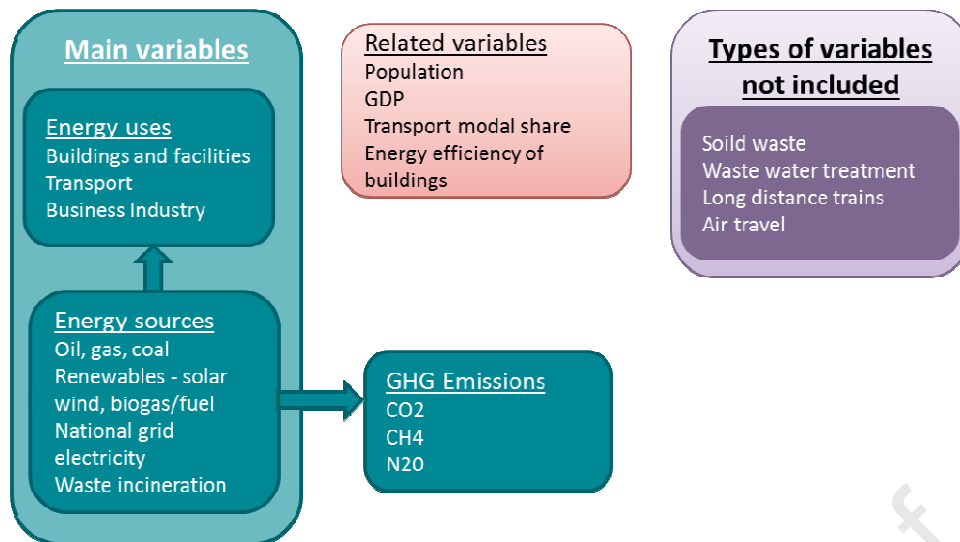 Main variables
Energy uses
Buildings and facilities
Transport
Business Industry
Energy sources
Oil, gas, coal
Renewables - solar
wind, biogas/fuel
National grid
electricity
Waste incineration
Related variables
Population
GDP
Transport modal share
Energy efficiency of
buildings
GHG Emissions
CO2
CH4
N20
Types of variables
not included
Soild waste
Waste water treatment
Long distance trains
Air travel
f